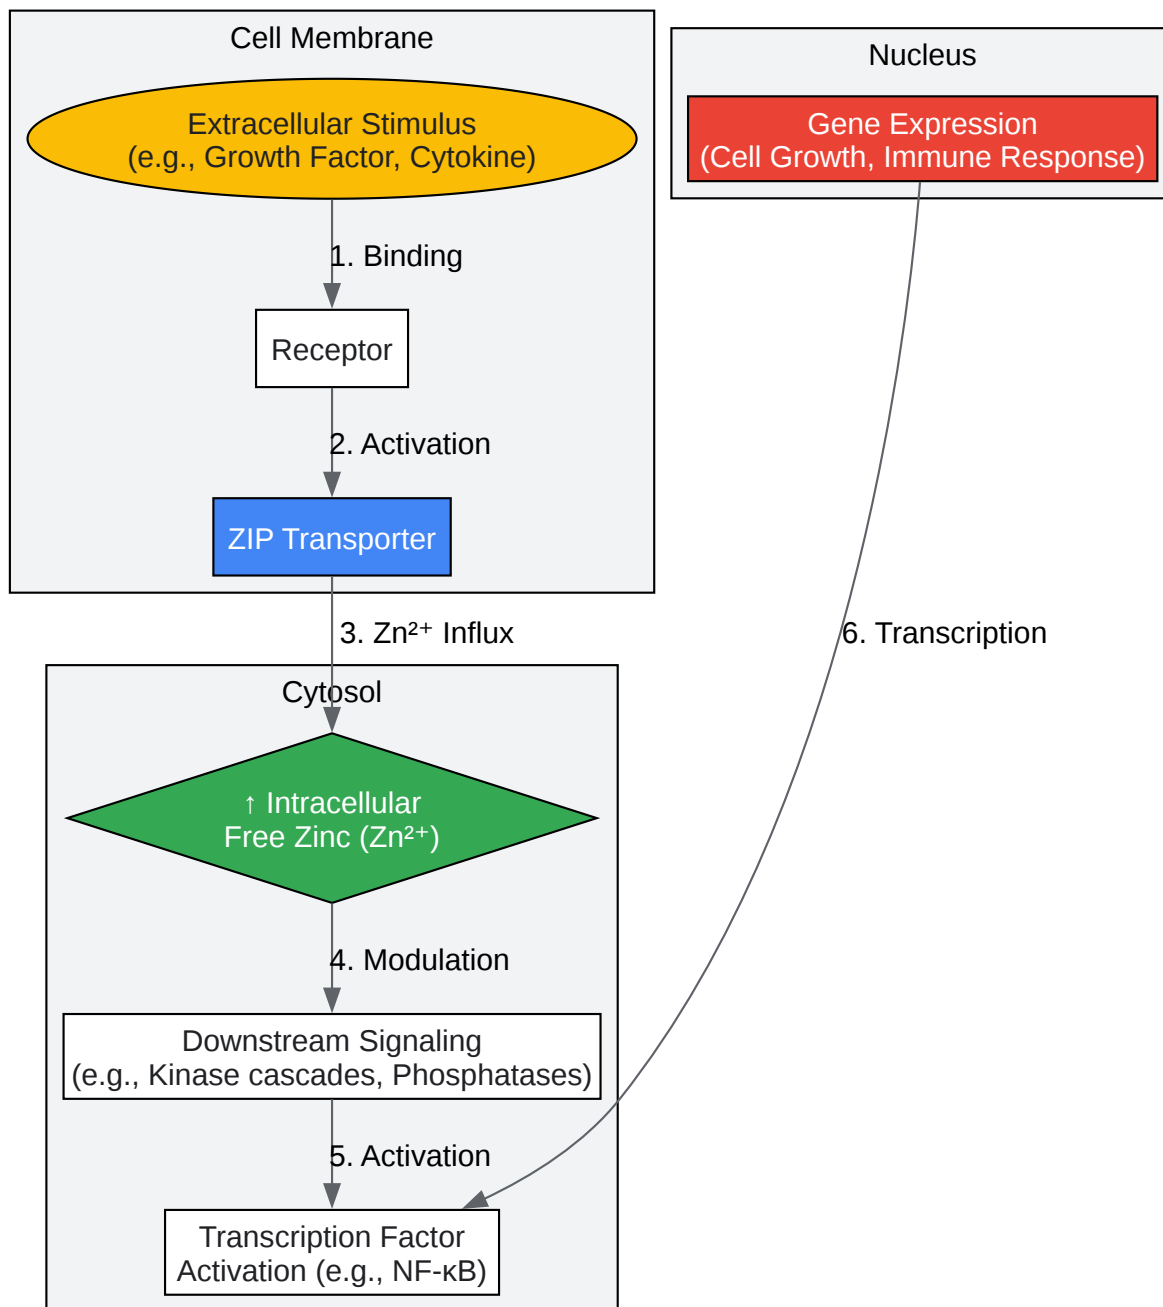 Cell Membrane
Extracellular Stimulus
(e.g., Growth Factor, Cytokine)
1. Binding
Receptor
2. Activation
ZIP Transporter
3. Zn²⁺ Influx
Cytosol
↑ Intracellular
Free Zinc (Zn²⁺)
4. Modulation
Downstream Signaling
(e.g., Kinase cascades, Phosphatases)
5. Activation
Transcription Factor
Activation (e.g., NF-κB)
Nucleus
Gene Expression
(Cell Growth, Immune Response)
6. Transcription